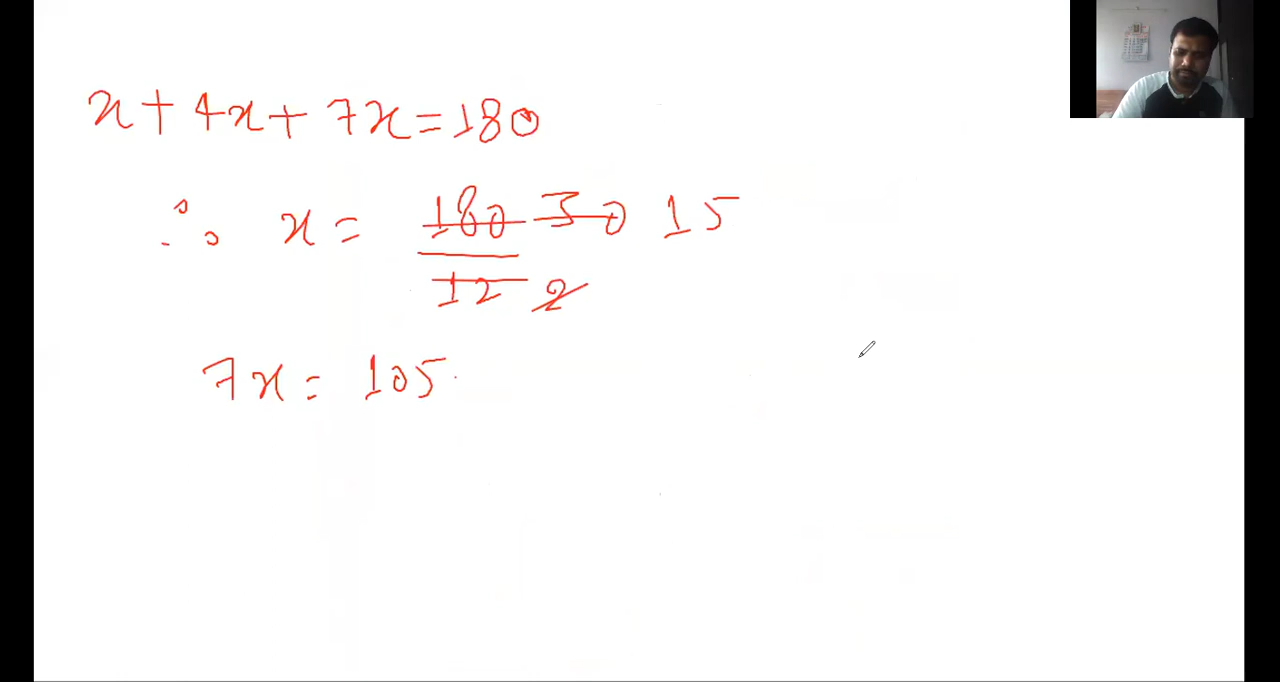 x + 4x + 7x = 180
∴ x = 180/12 30/2 15
7x = 105